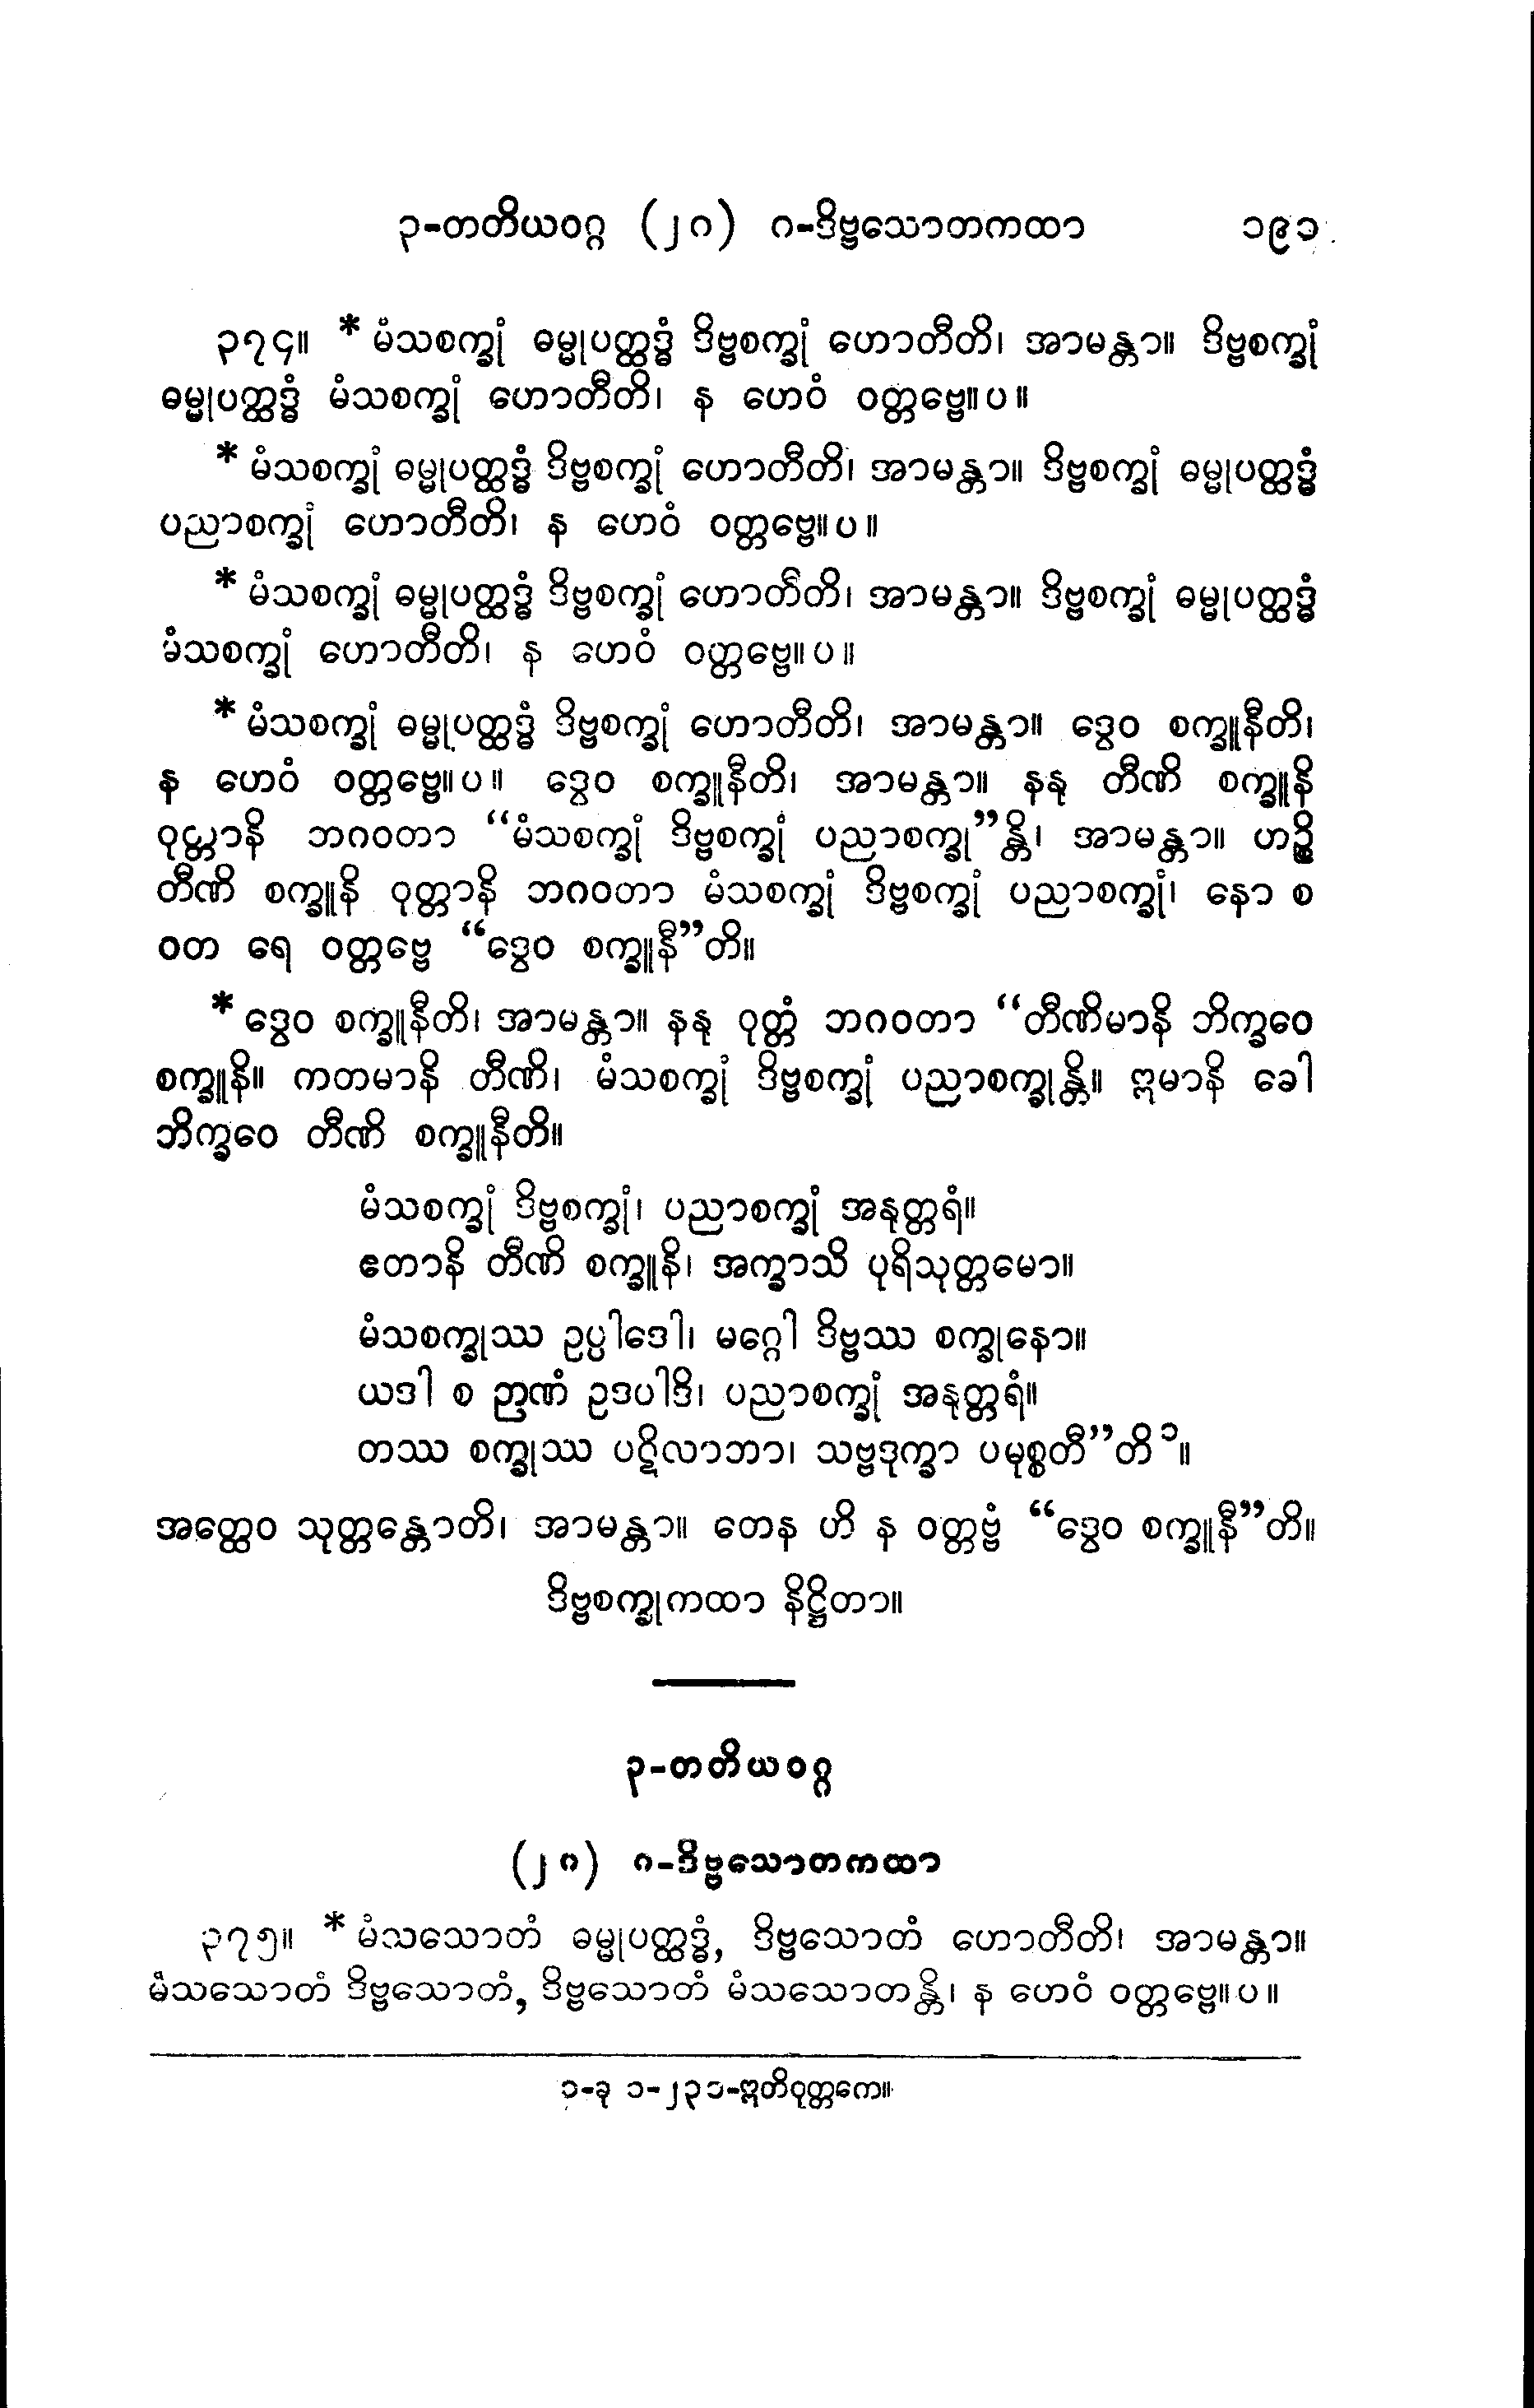 ၃-တတိယဝဂ္ဂ (၂၈) ဂ-ဒိဗ္ဗသောတကထာ ၁၉၁
၃၇၄။ * မံသစက္ခုံ ဓမ္မုပတ္ထဒ္ဓံ ဒိဗ္ဗစက္ခုံ ဟောတီတိ၊ အာမန္တာ။ ဒိဗ္ဗစက္ခုံ
ဓမ္မုပတ္ထဒ္ဓံ မံသစက္ခုံ ဟောတီတိ၊ န ဟေဝံ ဝတ္တဗ္ဗေ။ပ။
* မံသစက္ခုံ ဓမ္မုပတ္ထဒ္ဓံ ဒိဗ္ဗစက္ခုံ ဟောတီတိ၊ အာမန္တာ။ ဒိဗ္ဗစက္ခုံ ဓမ္မုပတ္ထဒ္ဓံ
ပညာစက္ခုံ ဟောတီတိ၊ န ဟေဝံ ဝတ္တဗ္ဗေ။ပ။
* မံသစက္ခုံ ဓမ္မုပတ္ထဒ္ဓံ ဒိဗ္ဗစက္ခုံ ဟောတီတိ၊ အာမန္တာ။ ဒိဗ္ဗစက္ခုံ ဓမ္မုပတ္ထဒ္ဓံ
မံသစက္ခုံ ဟောတီတိ၊ န ဟေဝံ ဝတ္တဗ္ဗေ။ပ။
* မံသစက္ခုံ ဓမ္မုပတ္ထဒ္ဓံ ဒိဗ္ဗစက္ခုံ ဟောတီတိ၊ အာမန္တာ။ ဒွေဝ စက္ခူနီတိ၊
န ဟေဝံ ဝတ္တဗ္ဗေ။ပ။ ဒွေဝ စက္ခူနီတိ၊ အာမန္တာ။ နနု တီဏိ စက္ခူနိ
ဝုတ္တာနိ ဘဂဝတာ “မံသစက္ခုံ ဒိဗ္ဗစက္ခုံ ပညာစက္ခု”န္တိ၊ အာမန္တာ။ ဟဉ္စိ
တီဏိ စက္ခူနိ ဝုတ္တာနိ ဘဂဝတာ မံသစက္ခုံ ဒိဗ္ဗစက္ခုံ ပညာစက္ခုံ၊ နော စ
ဝတ ရေ ဝတ္တဗ္ဗေ “ဒွေဝ စက္ခူနီ”တိ။
* ဒွေဝ စက္ခူနီတိ၊ အာမန္တာ။ နနု ဝုတ္တံ ဘဂဝတာ “တီဏိမာနိ ဘိက္ခဝေ
စက္ခူနိ။ ကတမာနိ တီဏိ၊ မံသစက္ခုံ ဒိဗ္ဗစက္ခုံ ပညာစက္ခုန္တိ။ ဣမာနိ ခေါ
ဘိက္ခဝေ တီဏိ စက္ခူနီတိ။
မံသစက္ခုံ ဒိဗ္ဗစက္ခုံ၊ ပညာစက္ခုံ အနုတ္တရံ။
ဧတာနိ တီဏိ စက္ခူနိ၊ အက္ခာသိ ပုရိသုတ္တမော။
မံသစက္ခုဿ ဥပ္ပါဒေါ၊ မဂ္ဂေါ ဒိဗ္ဗဿ စက္ခုနော။
ယဒါ စ ဉာဏံ ဥဒပါဒိ၊ ပညာစက္ခုံ အနုတ္တရံ။
တဿ စက္ခုဿ ပဋိလာဘာ၊ သဗ္ဗဒုက္ခာ ပမုစ္စတီ”တိ ၁။
အတ္ထေဝ သုတ္တန္တောတိ၊ အာမန္တာ။ တေန ဟိ န ဝတ္တဗ္ဗံ “ဒွေဝ စက္ခူနီ”တိ။
ဒိဗ္ဗစက္ခုကထာ နိဋ္ဌိတာ။
၃-တတိယဝဂ္ဂ
(၂၈) ဂ-ဒိဗ္ဗသောတကထာ
၃၇၅။ * မံသသောတံ ဓမ္မုပတ္ထဒ္ဓံ, ဒိဗ္ဗသောတံ ဟောတီတိ၊ အာမန္တာ။
မံသသောတံ ဒိဗ္ဗသောတံ, ဒိဗ္ဗသောတံ မံသသောတန္တိ၊ န ဟေဝံ ဝတ္တဗ္ဗေ။ပ။
၁-ခု ၁-၂၃၁-ဣတိဝုတ္တကေ။